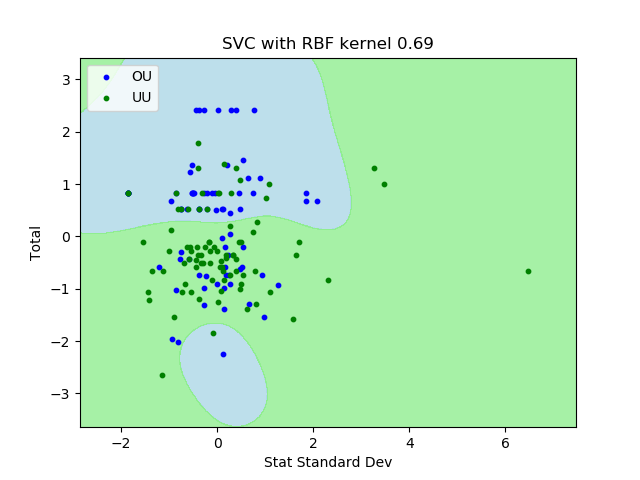 SVC with RBF kernel 0.69
OU
UU
3
2
1
0
−1
−2
−3
Total
−2
0
2
4
6
Stat Standard Dev